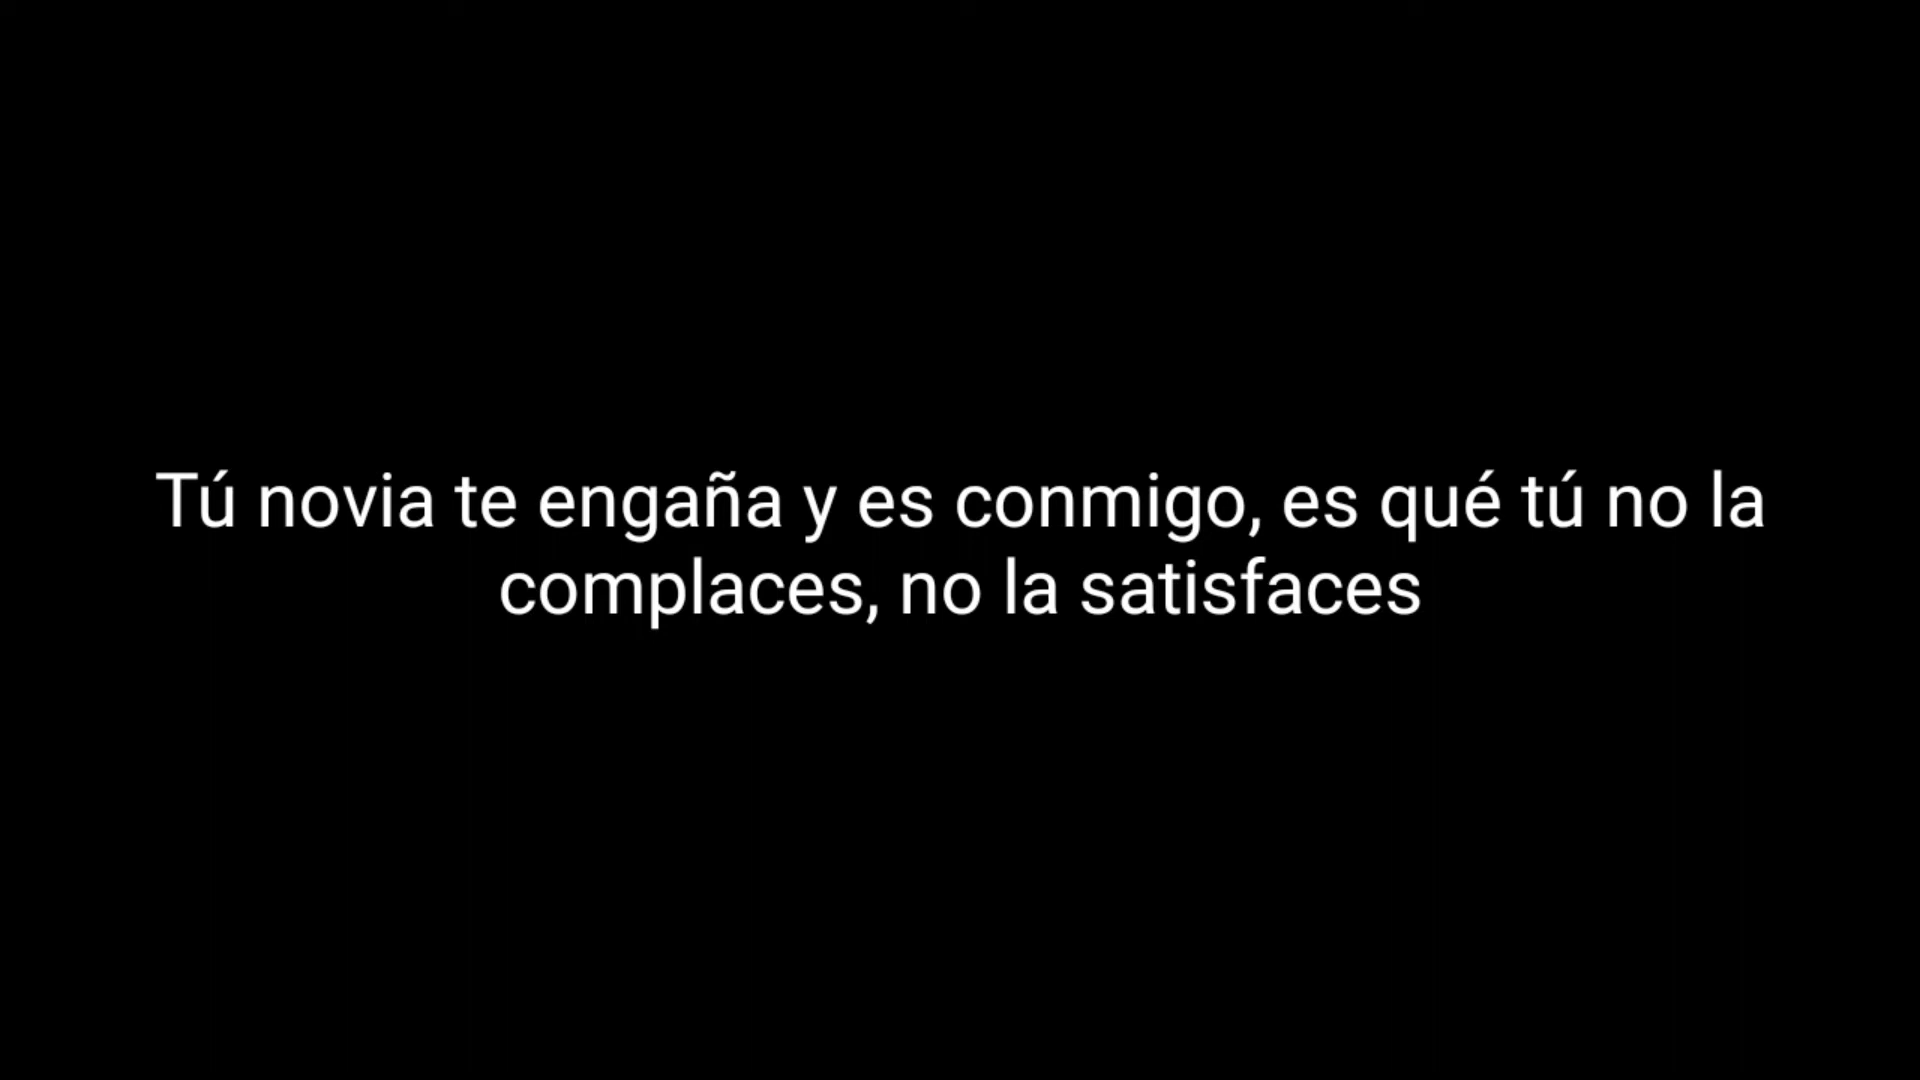 Tú novia te engaña y es conmigo, es qué tú no la
complaces, no la satisfaces